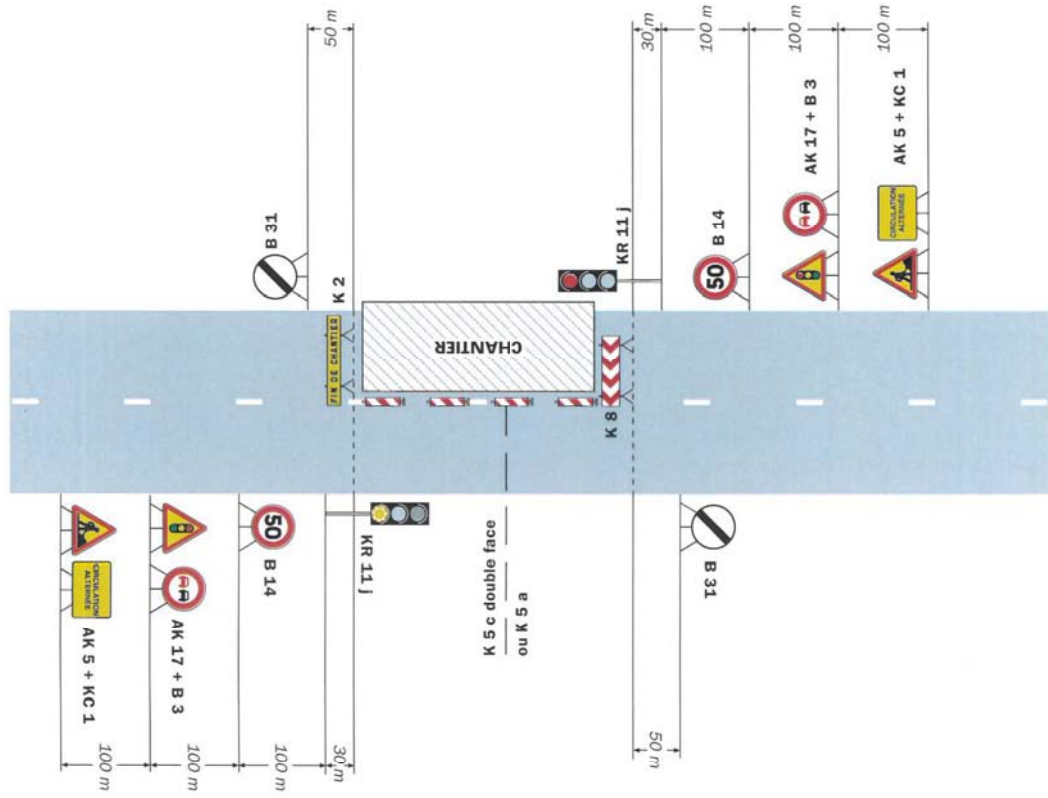 50 m
30 m
100 m
100 m
100 m
B 31
K 2
FIN DE CHANTIER
CHANTIER
KR 11 j
50
B 14
AK 17 + B 3
CIRCULATION
ALTERNÉE
AK 5 + KC 1
K 8
CIRCULATION
ALTERNÉE
AK 5 + KC 1
AK 17 + B 3
50
B 14
KR 11 j
K 5 c double face
ou K 5 a
B 31
100 m
100 m
100 m
30 m
50 m